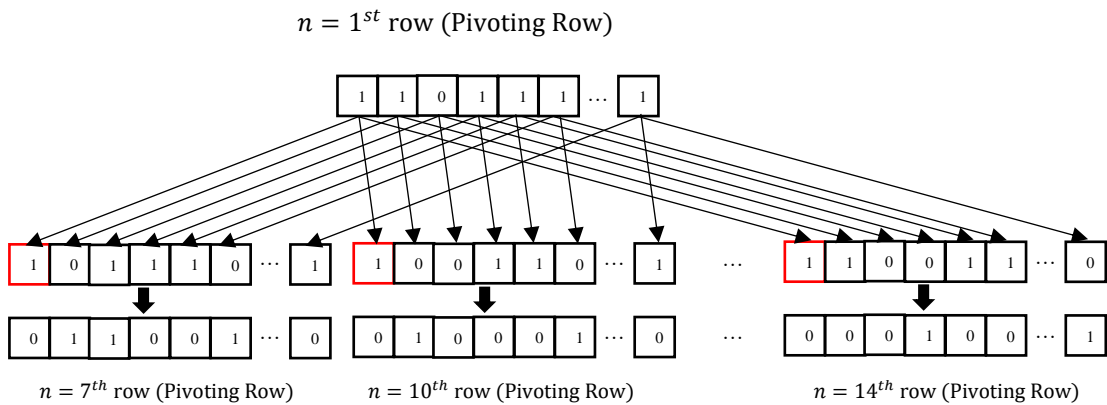 n = 1st row (Pivoting Row)
1 1 0 1 1 1 ... 1
1 0 1 1 1 0 ... 1 1 0 0 1 1 0 ... 1 ... 1 1 0 0 1 1 ... 0
0 1 1 0 0 1 ... 0 0 1 0 0 0 1 ... 0 ... 0 0 0 1 0 0 ... 1
n = 7th row (Pivoting Row) n = 10th row (Pivoting Row) n = 14th row (Pivoting Row)